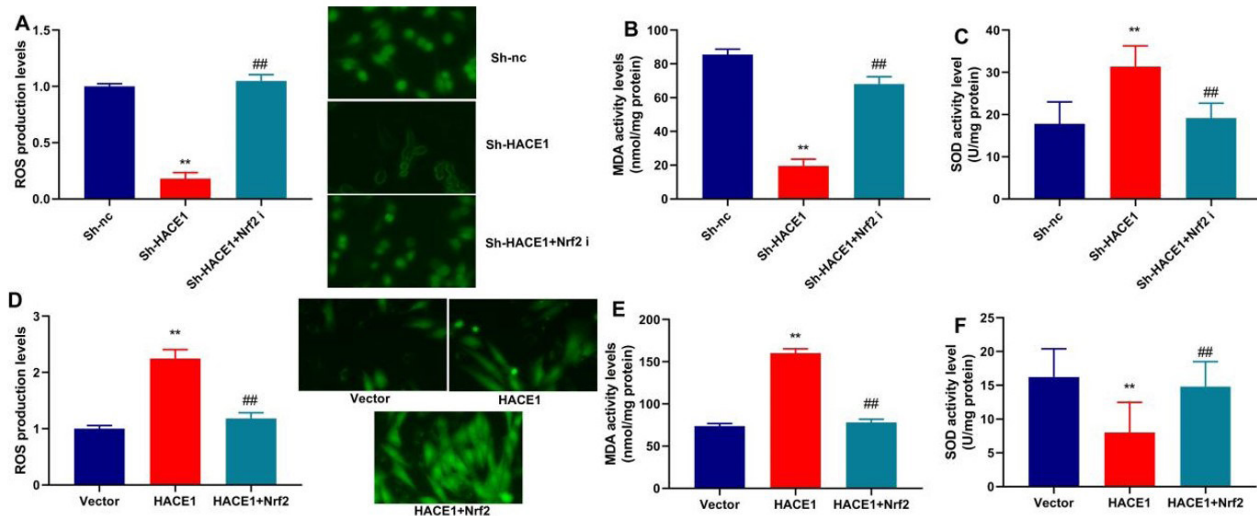 A
ROS production levels
1.5
1.0
0.5
0.0
**
##
Sh-nc
Sh-HACE1
Sh-HACE1+Nrf2 i
Sh-nc
Sh-HACE1
Sh-HACE1+Nrf2 i
B
MDA activity levels
(nmol/mg protein)
100
80
60
40
20
0
**
##
Sh-nc
Sh-HACE1
Sh-HACE1+Nrf2 i
C
SOD activity level
(U/mg protein)
40
30
20
10
0
**
##
Sh-nc
Sh-HACE1
Sh-HACE1+Nrf2 i
D
ROS production levels
3
2
1
0
**
##
Vector
HACE1
HACE1+Nrf2
Vector
HACE1
HACE1+Nrf2
E
MDA activity levels
(nmol/mg protein)
200
150
100
50
0
**
##
Vector
HACE1
HACE1+Nrf2
F
SOD activity level
(U/mg protein)
25
20
15
10
5
0
**
##
Vector
HACE1
HACE1+Nrf2